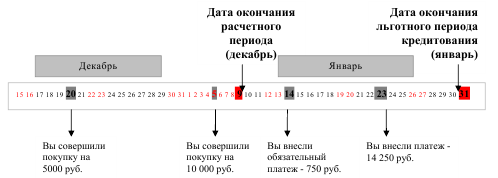 Дата окончания
расчетного
периода
(декабрь)
Дата окончания
льготного периода
кредитования
(январь)
Декабрь
Январь
15 16 17 18 19 20 21 22 23 24 25 26 27 28 29 30 31 1 2 3 4 5 6 7 8 9 10 11 12 13 14 15 16 17 18 19 20 21 22 23 24 25 26 27 28 29 30 31
Вы совершили
покупку на
5000 руб.
Вы совершили
покупку на
10 000 руб.
Вы внесли
обязательный
платеж - 750 руб.
Вы внесли платеж -
14 250 руб.